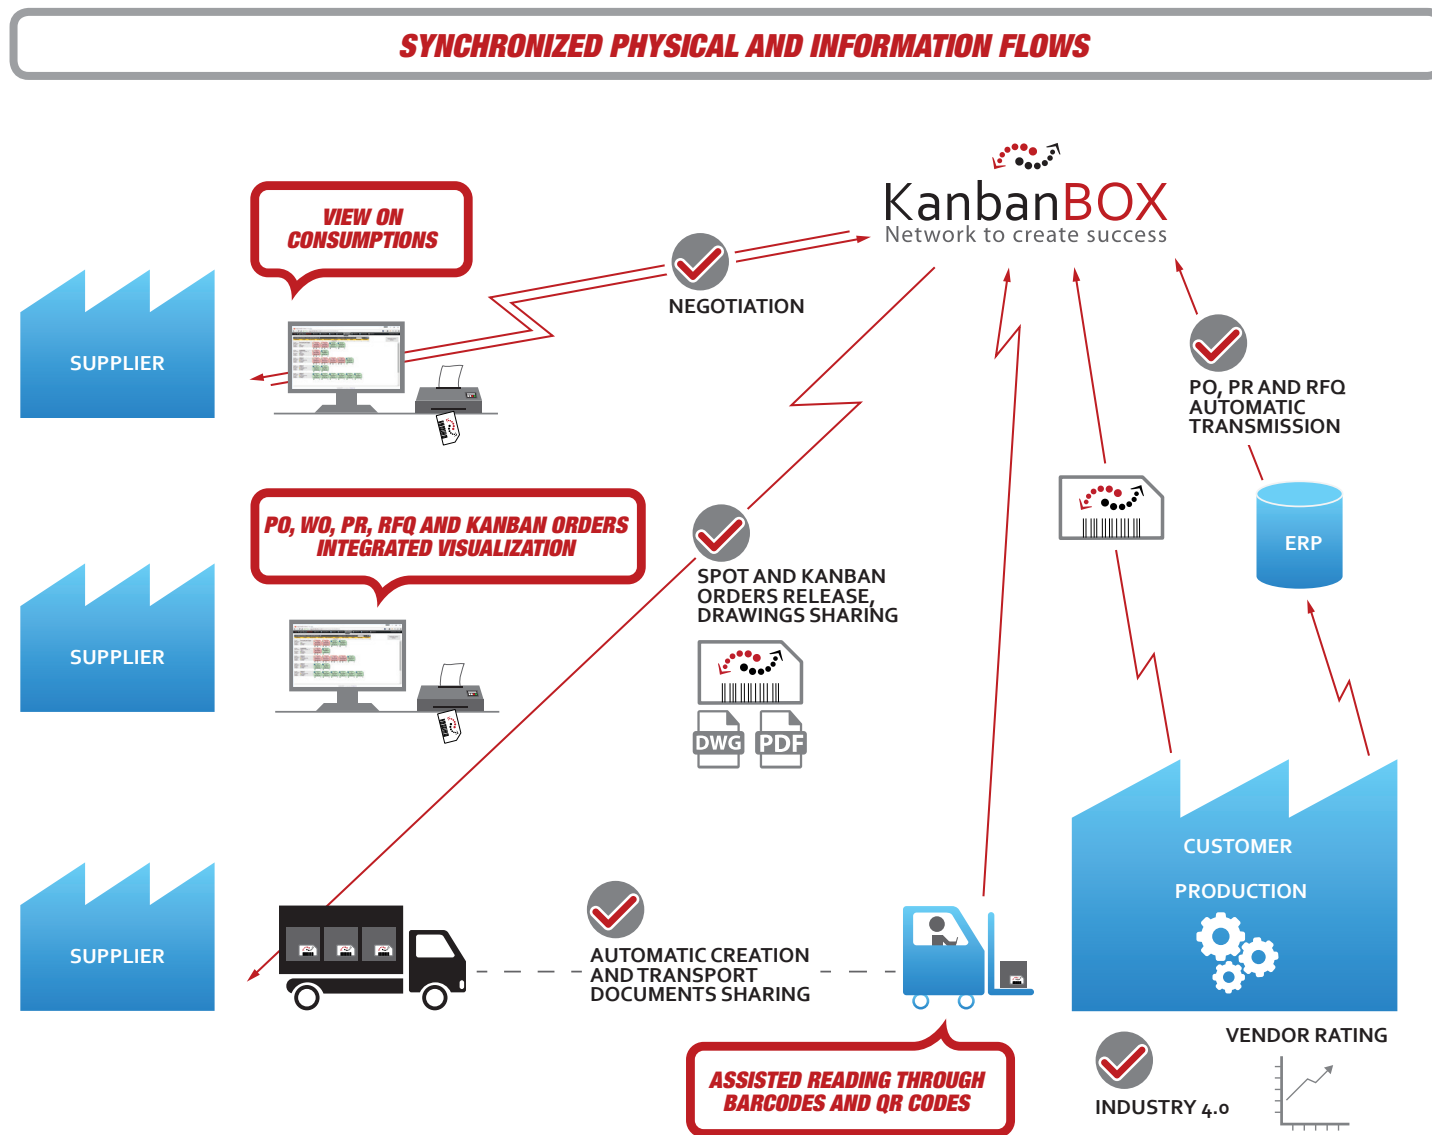 SYNCHRONIZED PHYSICAL AND INFORMATION FLOWS
KanbanBOX
Network to create success
VIEW ON
CONSUMPTIONS
NEGOTIATION
SUPPLIER
PO, PR AND RFQ
AUTOMATIC
TRANSMISSION
PO, WO, PR, RFQ AND KANBAN ORDERS
INTEGRATED VISUALIZATION
ERP
SPOT AND KANBAN
ORDERS RELEASE,
DRAWINGS SHARING
SUPPLIER
DWG
PDF
CUSTOMER
PRODUCTION
SUPPLIER
AUTOMATIC CREATION
AND TRANSPORT
DOCUMENTS SHARING
ASSISTED READING THROUGH
BARCODES AND QR CODES
VENDOR RATING
INDUSTRY 4.0